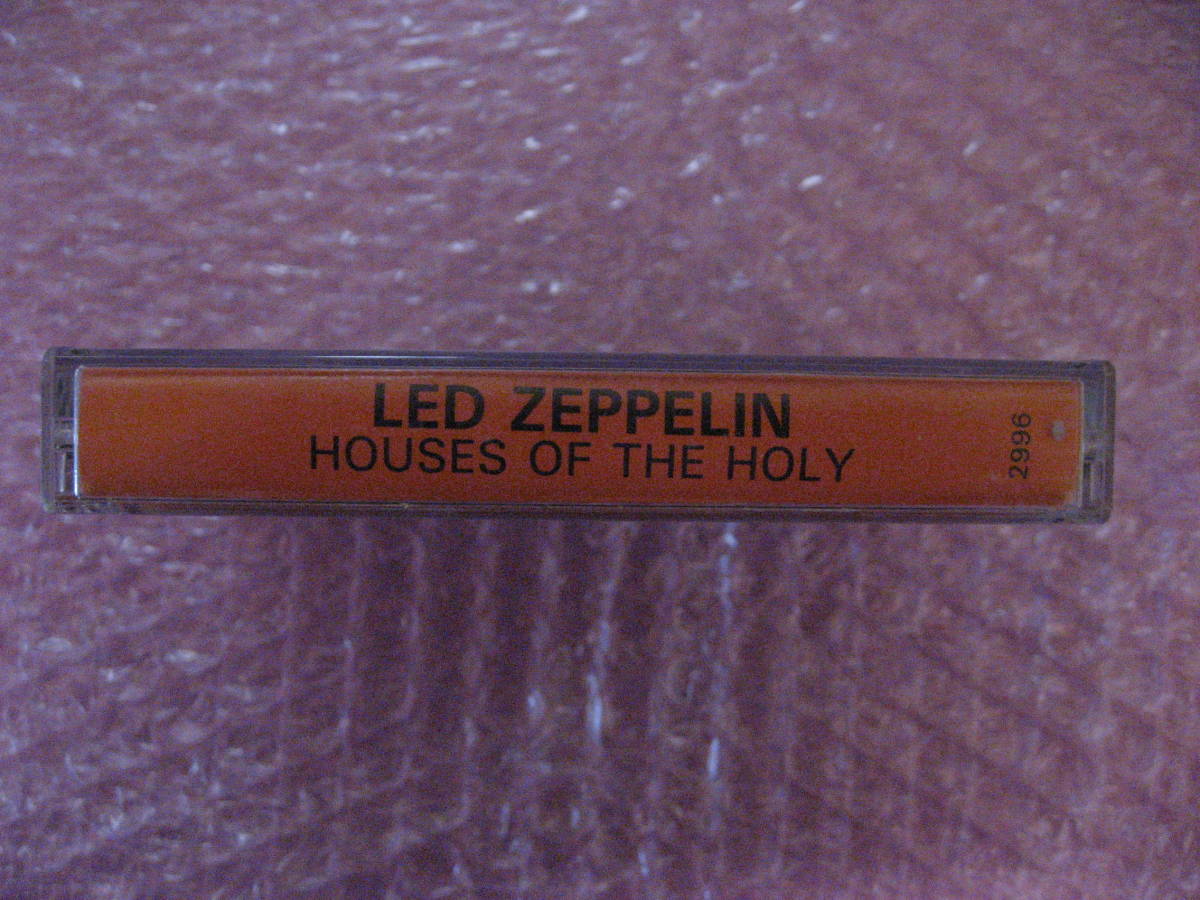 LED ZEPPELIN
HOUSES OF THE HOLY
2996